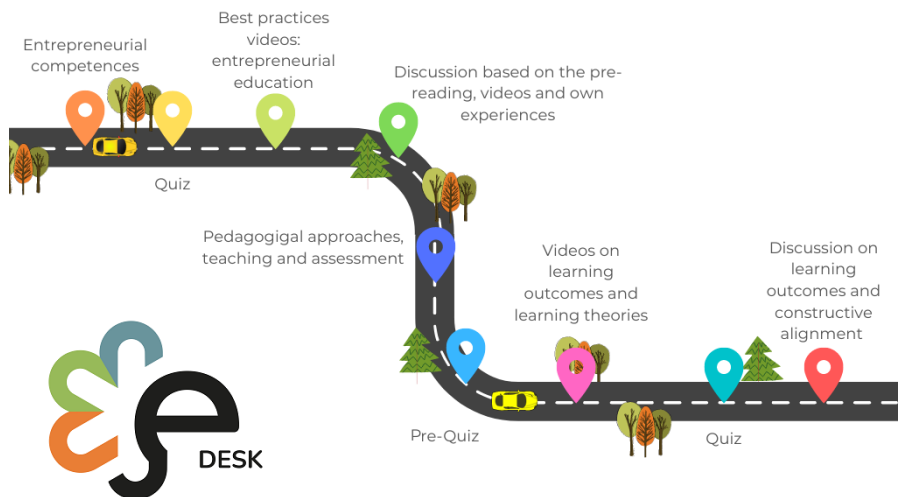 Entrepreneurial
competences
Quiz
Best practices
videos:
entrepreneurial
education
Discussion based on the pre-
reading, videos and own
experiences
Pedagogigal approaches,
teaching and assessment
Pre-Quiz
Videos on
learning
outcomes and
learning theories
Quiz
Discussion on
learning
outcomes and
constructive
alignment
e
DESK